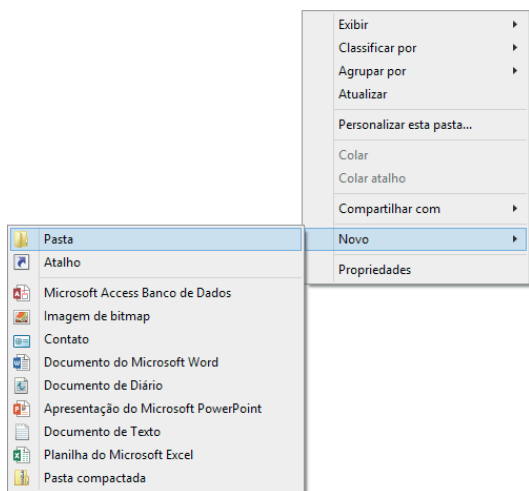 Exibir
Classificar por
Agrupar por
Atualizar
Personalizar esta pasta...
Colar
Colar atalho
Compartilhar com
Novo
Propriedades
Pasta
Atalho
Microsoft Access Banco de Dados
Imagem de bitmap
Contato
Documento do Microsoft Word
Documento de Diário
Apresentação do Microsoft PowerPoint
Documento de Texto
Planilha do Microsoft Excel
Pasta compactada